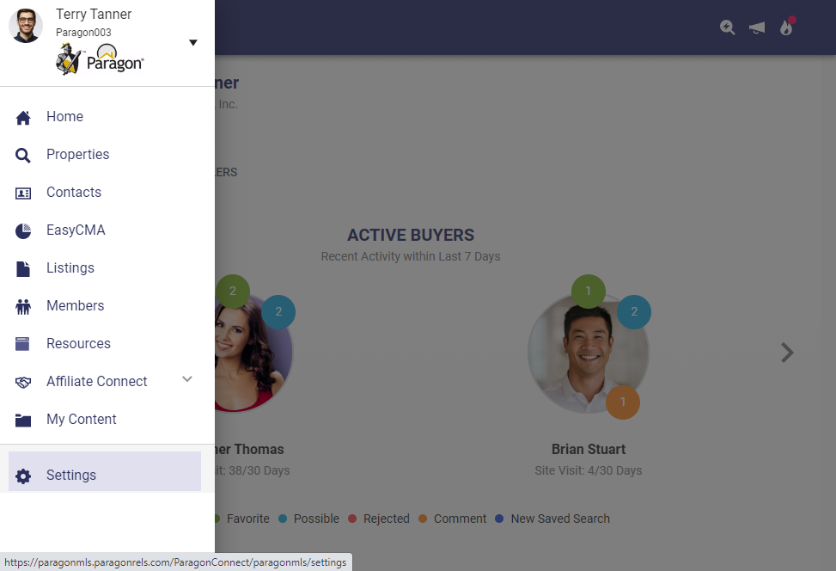 Terry Tanner
Paragon003
Paragon
Home
Properties
Contacts
EasyCMA
Listings
Members
Resources
Affiliate Connect
My Content
Settings
ner
, Inc.
ERS
ACTIVE BUYERS
Recent Activity within Last 7 Days
2
2
1
2
1
er Thomas
it: 38/30 Days
Brian Stuart
Site Visit: 4/30 Days
Favorite Possible Rejected Comment New Saved Search
https://paragonmls.paragonrels.com/ParagonConnect/paragonmls/settings